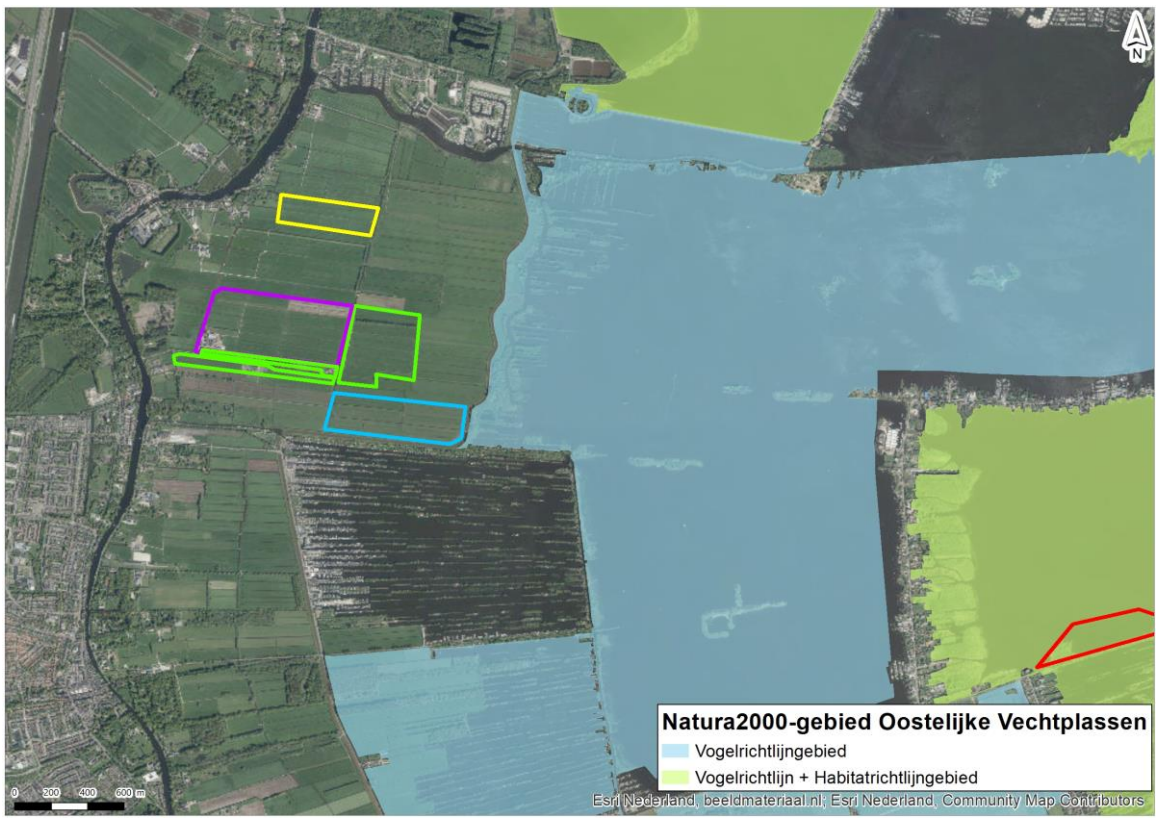 N
Natura2000-gebied Oostelijke Vechtplassen
Vogelrichtlijngebied
Vogelrichtlijn + Habitatrichtlijngebied
0 200 400 600 m
Esri Nederland, beeldmateriaal.nl; Esri Nederland, Community Map Contributors